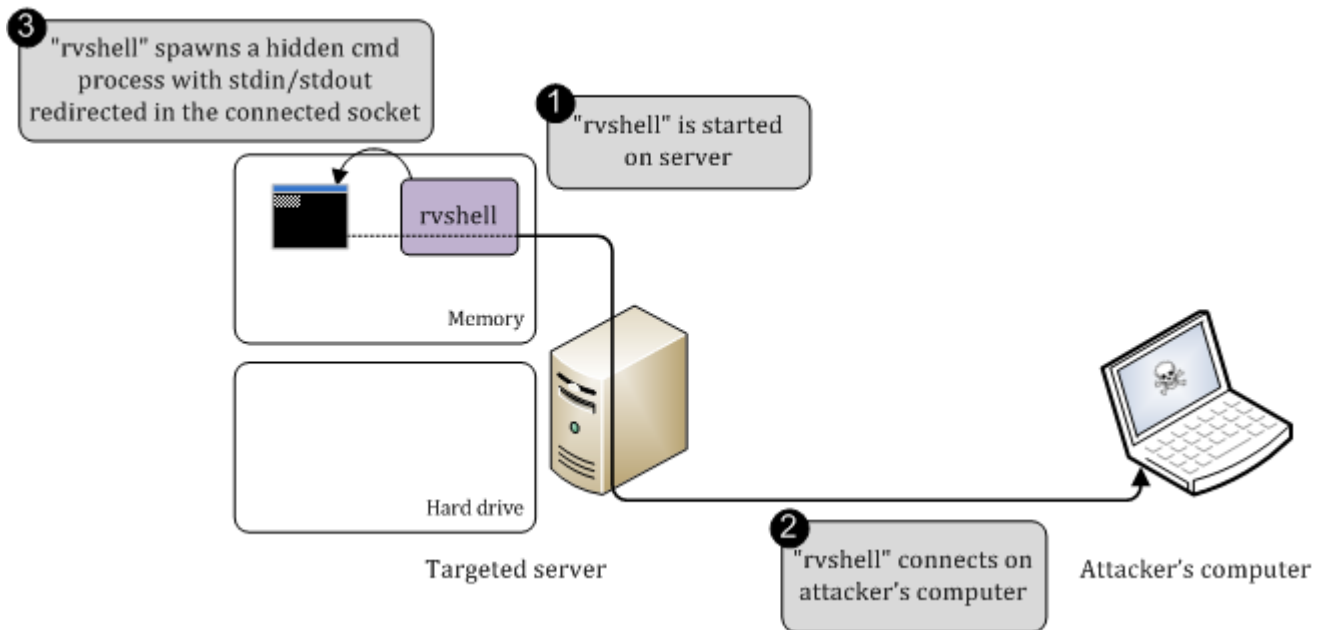 3
"rvshell" spawns a hidden cmd
process with stdin/stdout
redirected in the connected socket
1
"rvshell" is started
on server
rvshell
Memory
Hard drive
Targeted server
2
"rvshell" connects on
attacker's computer
Attacker's computer